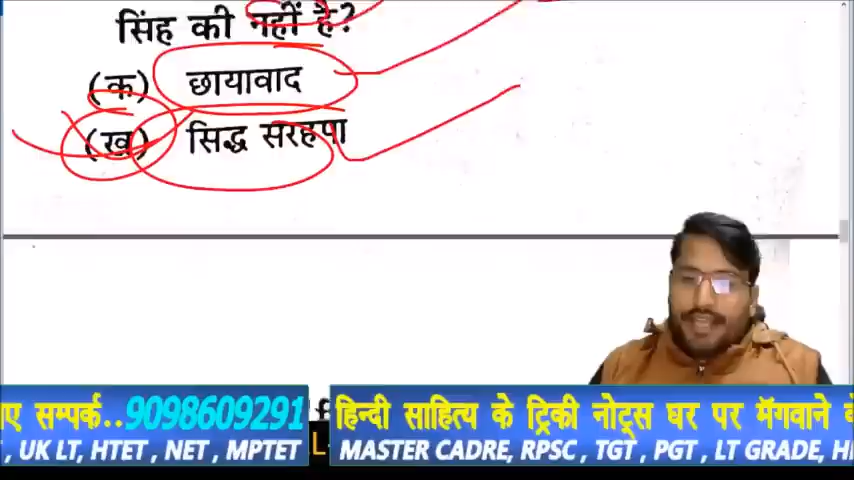 सिंह की नहीं है?
(क) छायावाद
(ख) सिद्ध सरहपा
ए सम्पर्क..9098609291
हिन्दी साहित्य के ट्रिकी नोट्स घर पर मॅगवाने
, UK LT, HTET , NET , MPTET
MASTER CADRE, RPSC , TGT , PGT , LT GRADE,